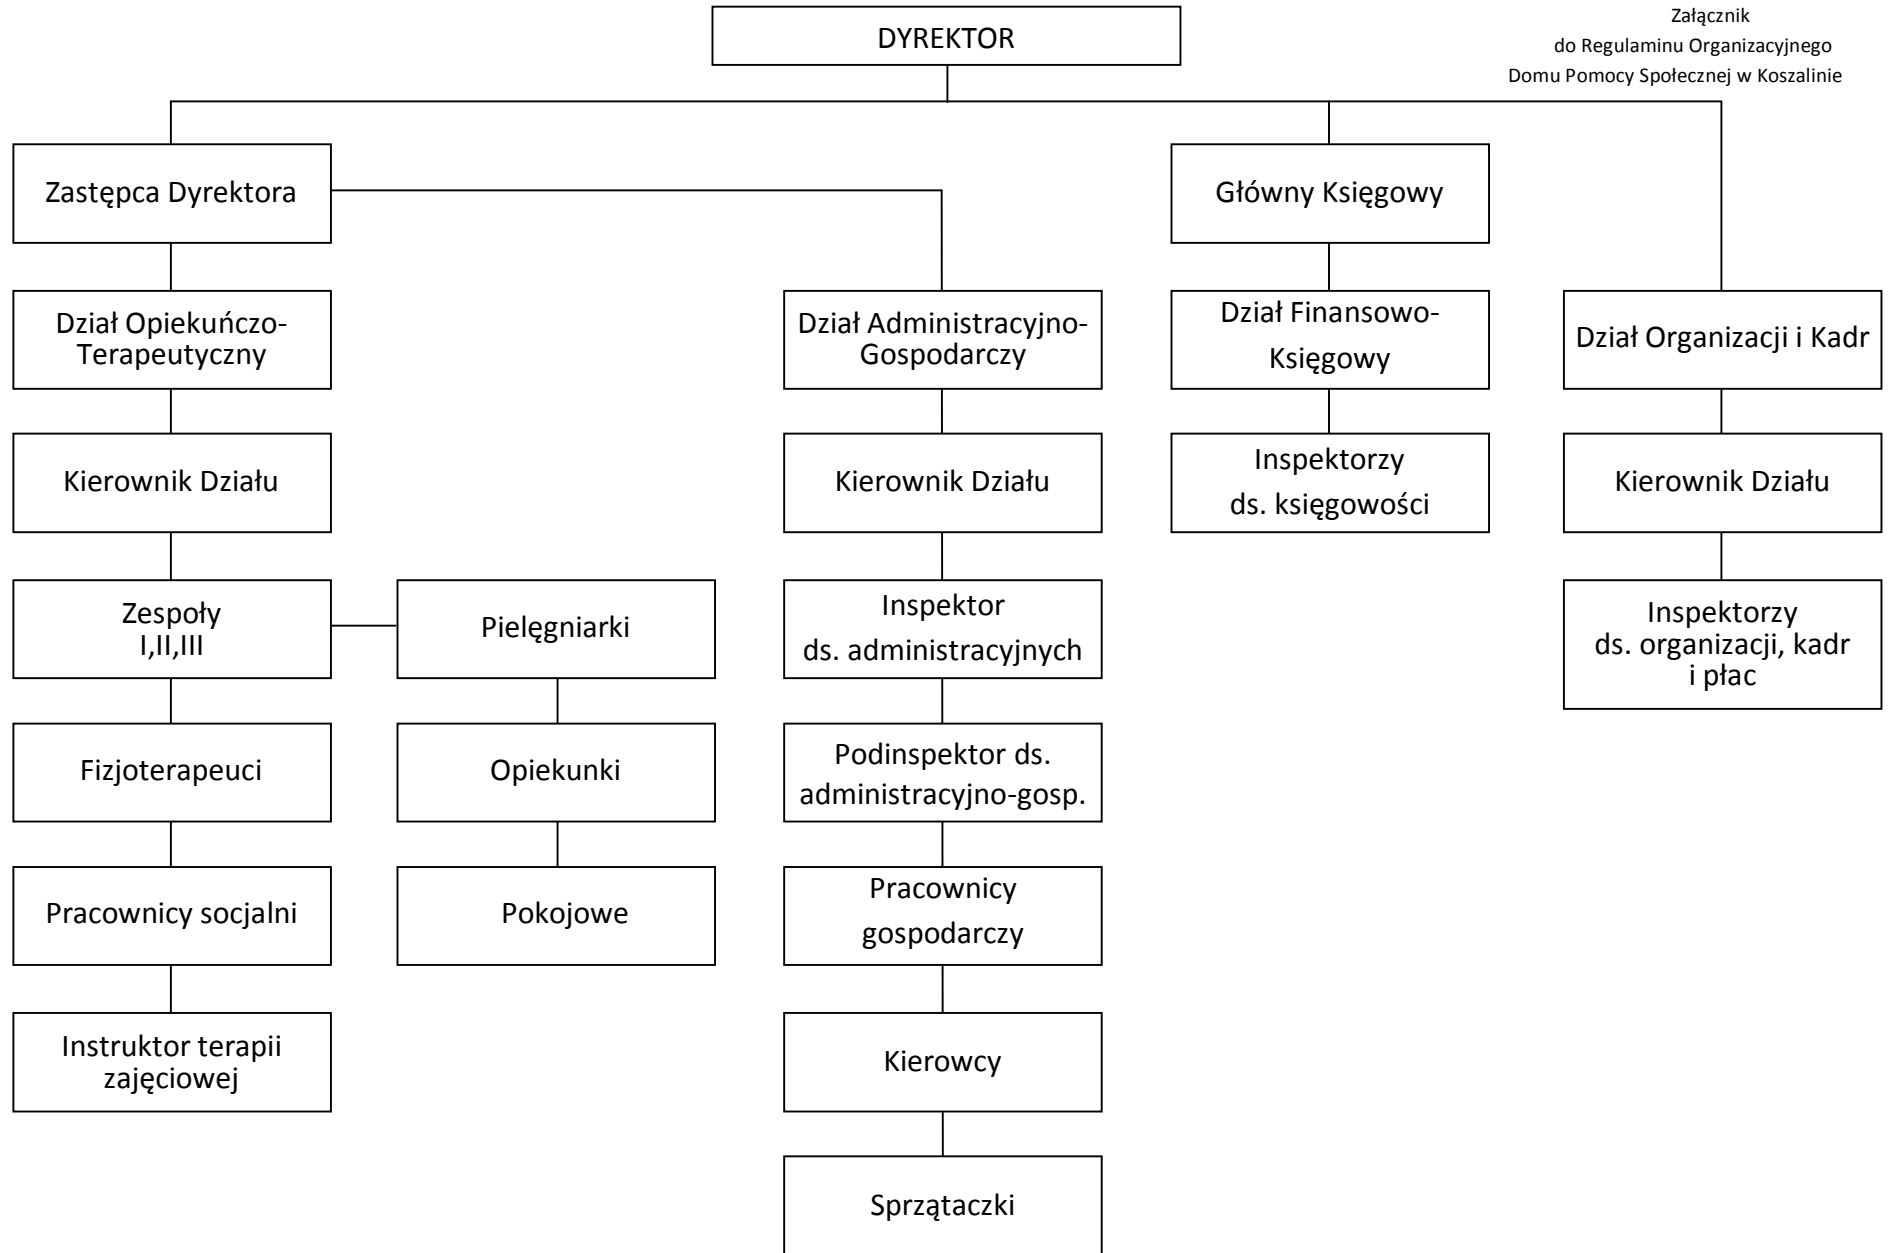 DYREKTOR
Załącznik
do Regulaminu Organizacyjnego
Domu Pomocy Społecznej w Koszalinie
Zastępca Dyrektora
Główny Księgowy
Dział Opiekuńczo-
Terapeutyczny
Dział Administracyjno-
Gospodarczy
Dział Finansowo-
Księgowy
Dział Organizacji i Kadr
Kierownik Działu
Kierownik Działu
Inspektorzy
ds. księgowości
Kierownik Działu
Zespoły
I,II,III
Pielęgniarki
Inspektor
ds. administracyjnych
Inspektorzy
ds. organizacji, kadr
i płac
Fizjoterapeuci
Opiekunki
Podinspektor ds.
administracyjno-gosp.
Pracownicy socjalni
Pokojowe
Pracownicy
gospodarczy
Instruktor terapii
zajęciowej
Kierowcy
Sprzątaczki